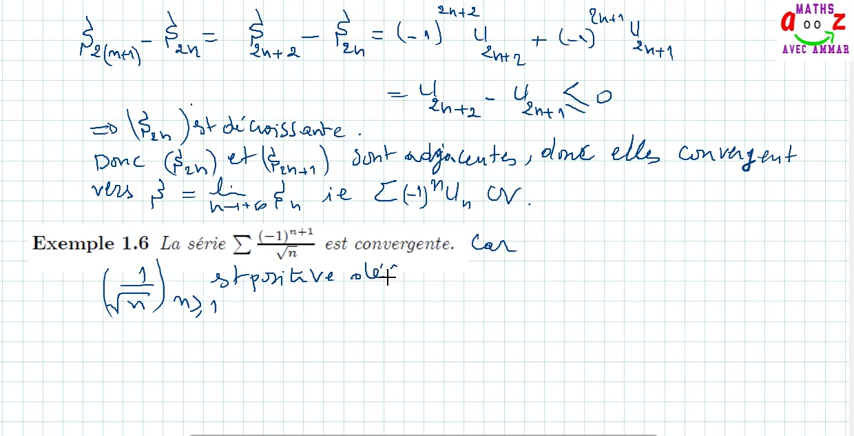 MATHS
a z
AVEC AMMAR
S_{2(n+1)} - S_{2n} = S_{2n+2} - S_{2n} = (-1)^{2n+2} U_{2n+2} + (-1)^{2n+1} U_{2n+1}
= U_{2n+2} - U_{2n+1} ≤ 0
⇒ (S_{2n}) est décroissante.
Donc (S_{2n}) et (S_{2n+1}) sont adjacentes, donc elles convergent
vers S = lim_{n→+∞} S_n ie Σ(-1)^n U_n CV.
Exemple 1.6 La série ∑ (-1)^{n+1}/√n est convergente. Car
(1/√n)_{n≥1} est positive déc